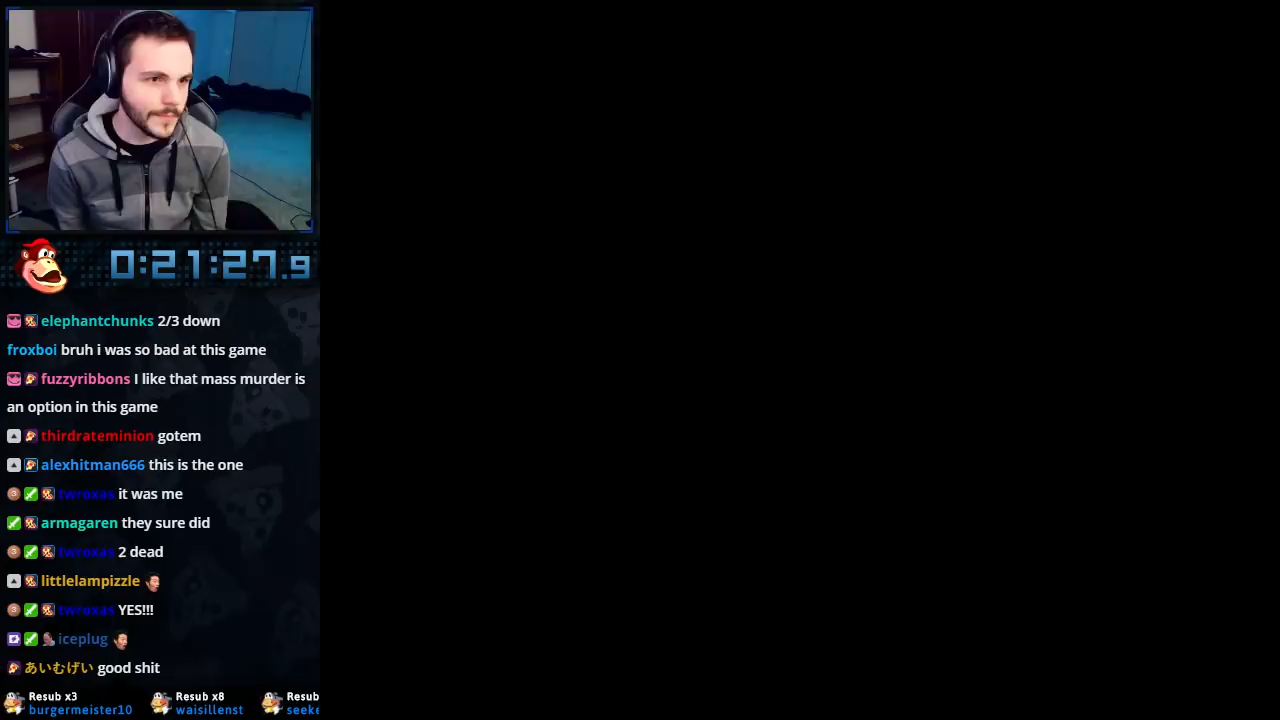 0:21:27.9
elephantchunks 2/3 down
froxboi bruh i was so bad at this game
fuzzyribbons I like that mass murder is
an option in this game
thirdrateminion gotem
alexhitman666 this is the one
twroxas it was me
armagaren they sure did
twroxas 2 dead
littlelampizzle
twroxas YES!!!
iceplug
あいむげい good shit
Resub x3 Resub x8 Resub
burgermeister10 waisillenst seeke